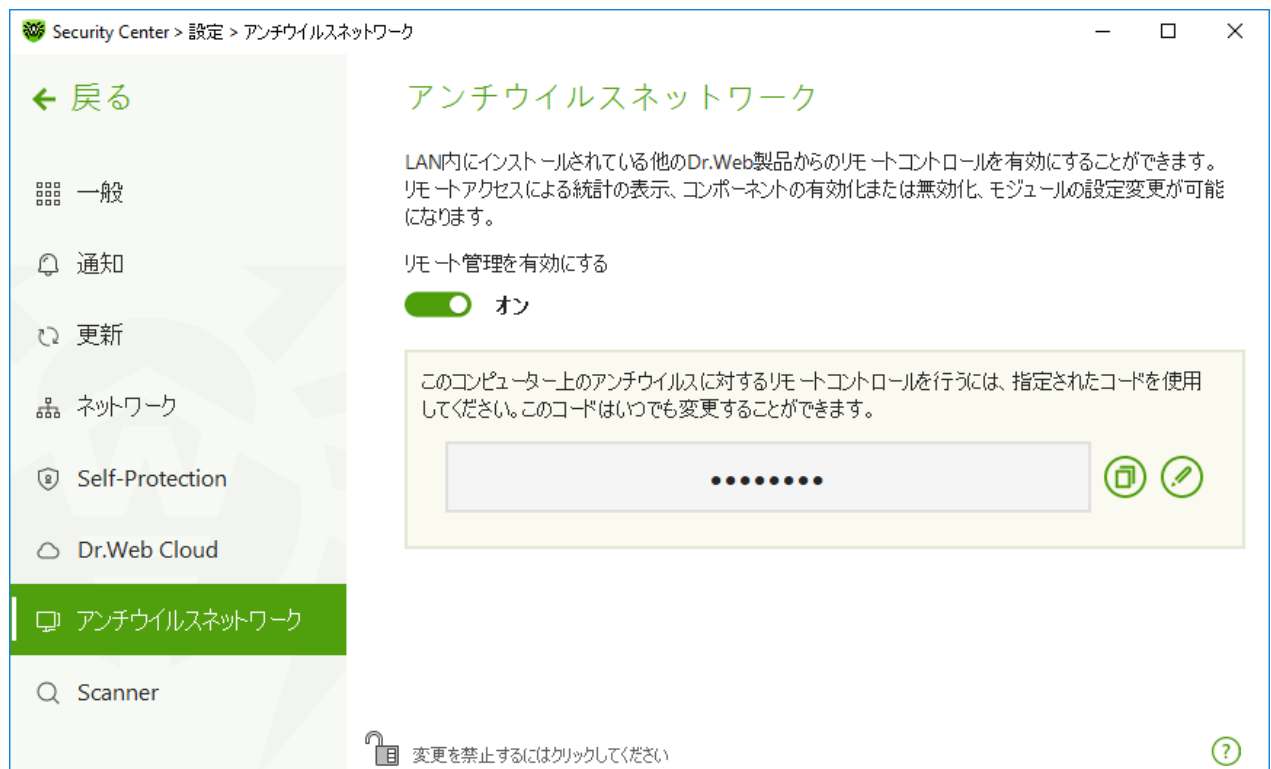 Security Center > 設定 > アンチウイルスネットワーク
戻る
一般
通知
更新
ネットワーク
Self-Protection
Dr.Web Cloud
アンチウイルスネットワーク
Scanner
アンチウイルスネットワーク
LAN内にインストールされている他のDr.Web製品からのリモートコントロールを有効にすることができます。
リモートアクセスによる統計の表示、コンポーネントの有効化または無効化、モジュールの設定変更が可能
になります。
リモート管理を有効にする
オン
このコンピューター上のアンチウイルスに対するリモートコントロールを行うには、指定されたコードを使用
してください。このコードはいつでも変更することができます。
••••••••
変更を禁止するにはクリックしてください
?